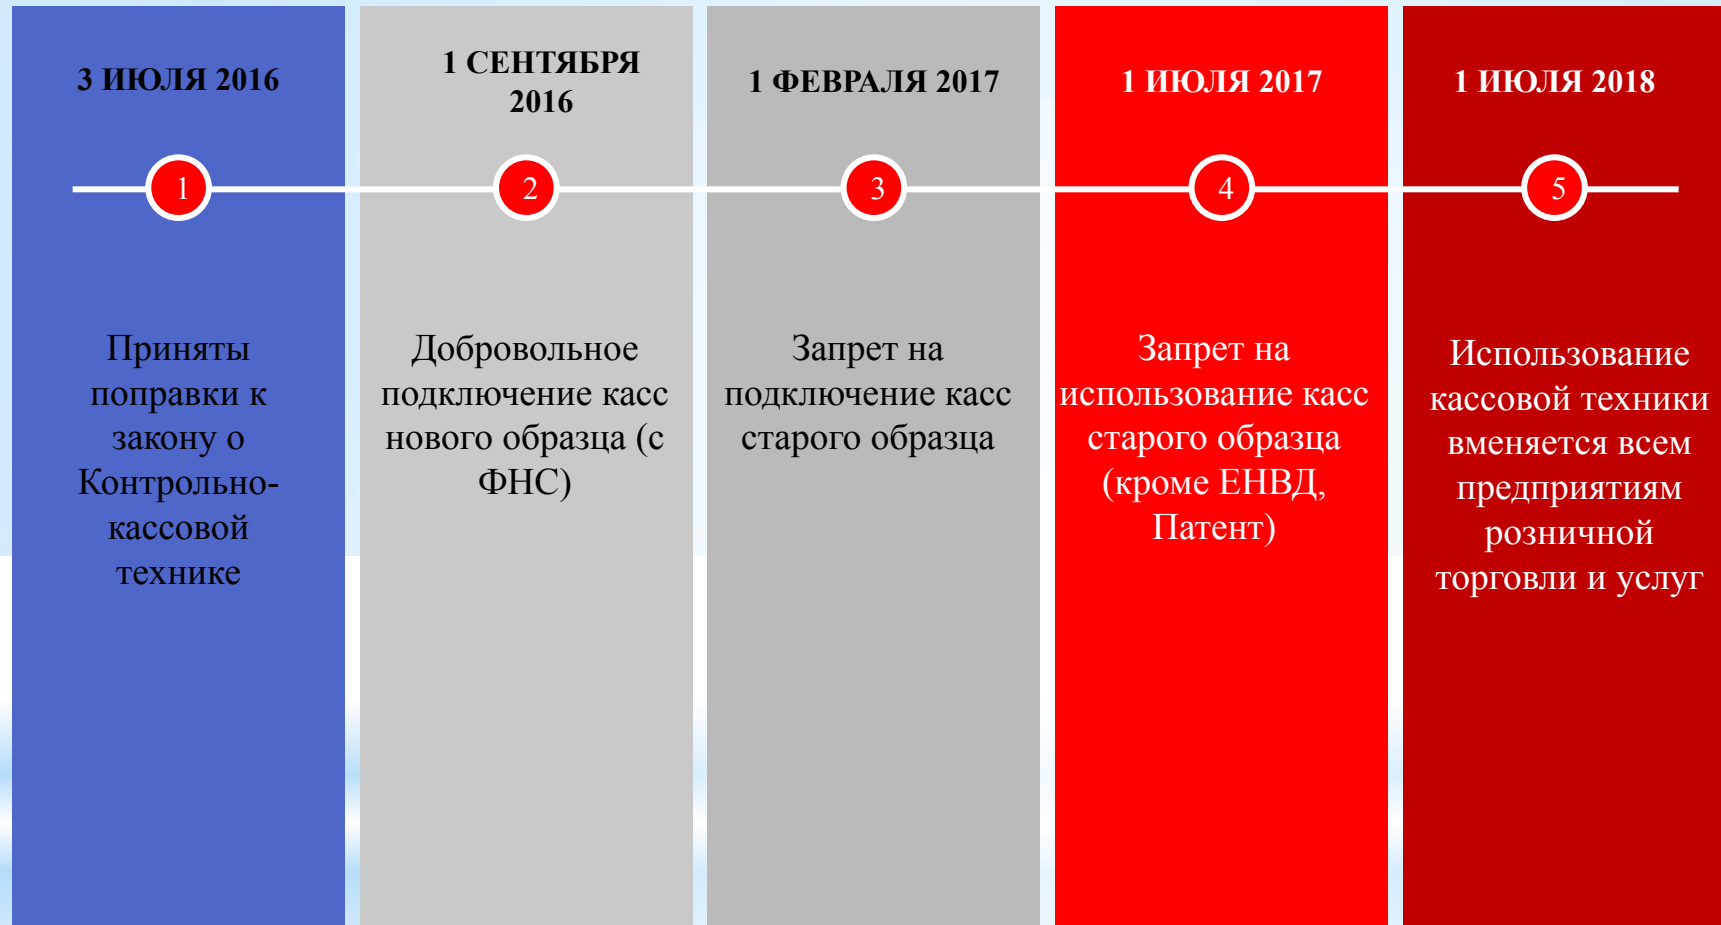 3 ИЮЛЯ 2016
1
Приняты
поправки к
закону о
Контрольно-
кассовой
технике
1 СЕНТЯБРЯ
2016
2
Добровольное
подключение касс
нового образца (с
ФНС)
1 ФЕВРАЛЯ 2017
3
Запрет на
подключение касс
старого образца
1 ИЮЛЯ 2017
4
Запрет на
использование касс
старого образца
(кроме ЕНВД,
Патент)
1 ИЮЛЯ 2018
5
Использование
кассовой техники
вменяется всем
предприятиям
розничной
торговли и услуг